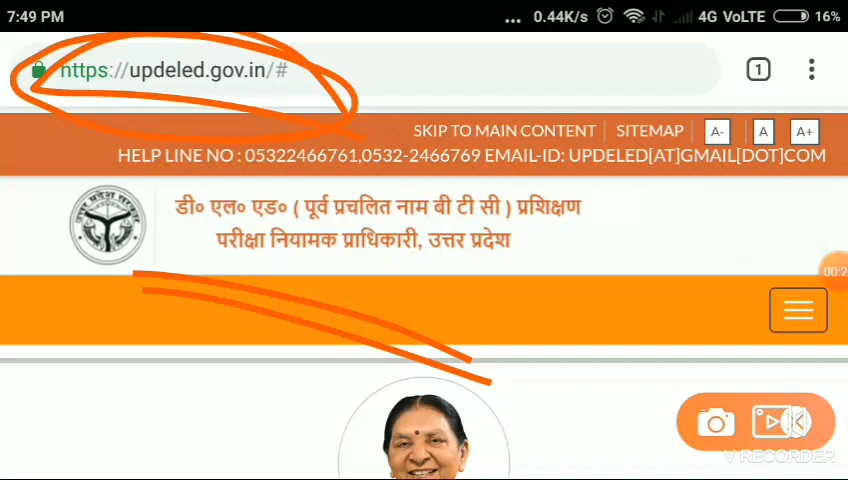 7:49 PM
... 0.44K/s 4G VoLTE 16%
https://updeled.gov.in/#
1
SKIP TO MAIN CONTENT SITEMAP A- A A+
HELP LINE NO : 05322466761,0532-2466769 EMAIL-ID: UPDELED[AT]GMAIL[DOT]COM
डी० एल० एड० ( पूर्व प्रचलित नाम बी टी सी ) प्रशिक्षण
परीक्षा नियामक प्राधिकारी, उत्तर प्रदेश
V RECORDER